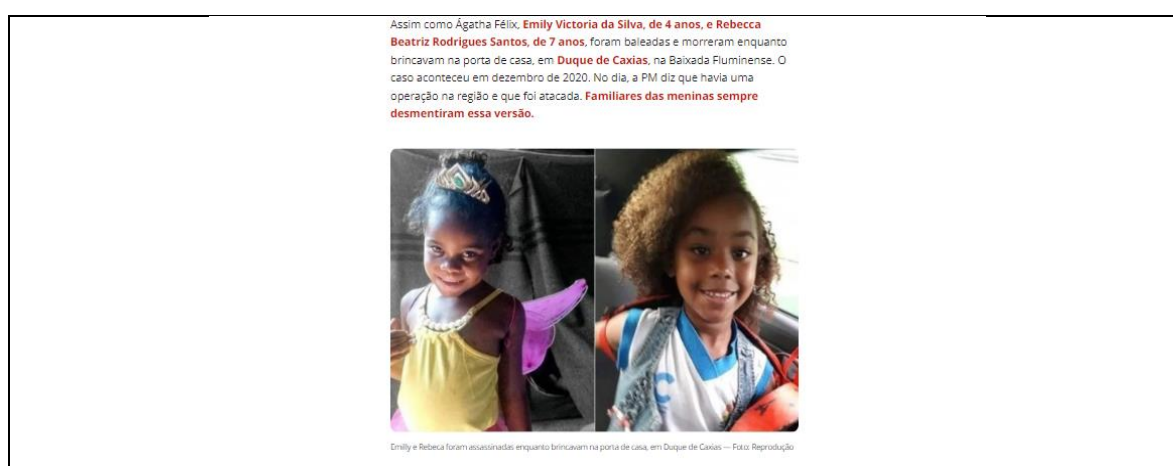 Assim como Ágatha Félix, Emily Victoria da Silva, de 4 anos, e Rebecca
Beatriz Rodrigues Santos, de 7 anos, foram baleadas e morreram enquanto
brincavam na porta de casa, em Duque de Caxias, na Baixada Fluminense. O
caso aconteceu em dezembro de 2020. No dia, a PM diz que havia uma
operação na região e que foi atacada. Familiares das meninas sempre
desmentiram essa versão.
Emilly e Rebeca foram assassinadas enquanto brincavam na porta de casa, em Duque de Caxias — Foto: Reprodução